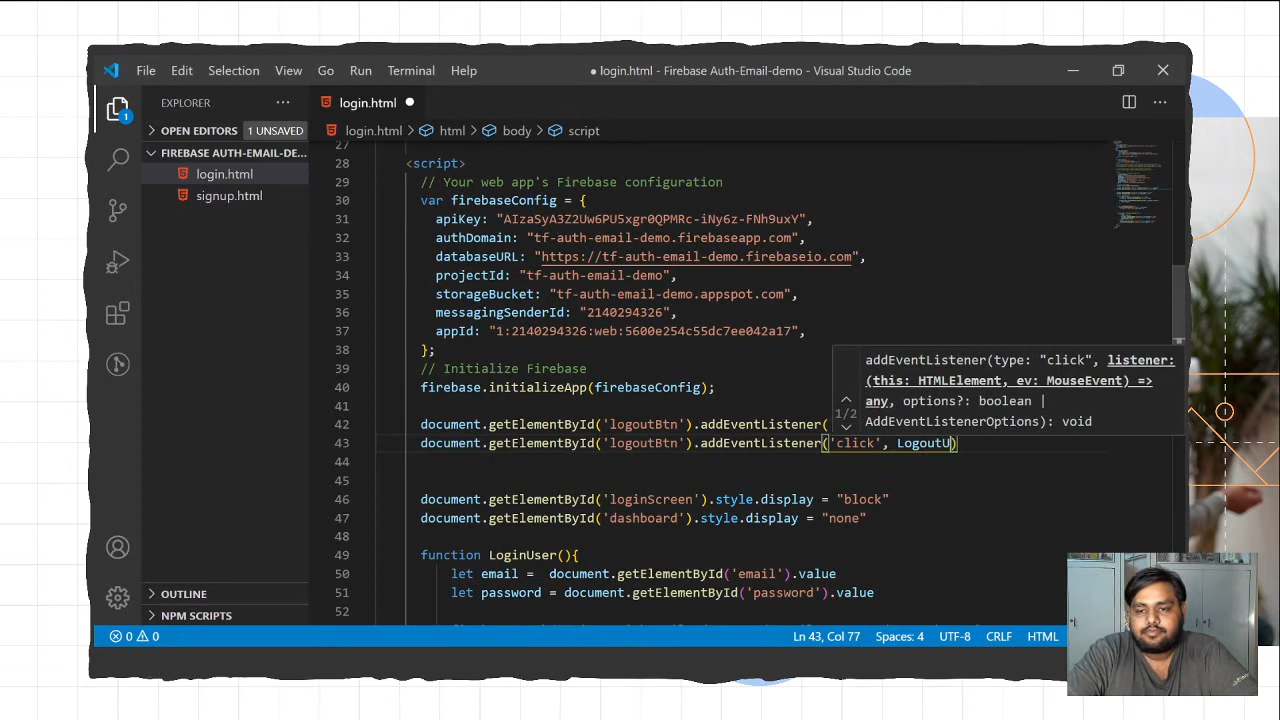 File Edit Selection View Go Run Terminal Help
● login.html - Firebase Auth-Email-demo - Visual Studio Code
EXPLORER
login.html
OPEN EDITORS 1 UNSAVED
login.html > html > body > script
FIREBASE AUTH-EMAIL-DE...
login.html
signup.html
1
27
28 <script>
29 // Your web app's Firebase configuration
30 var firebaseConfig = {
31 apiKey: "AIzaSyA3Z2Uw6PU5xgr0QPMRc-iNy6z-FNh9uxY",
32 authDomain: "tf-auth-email-demo.firebaseapp.com",
33 databaseURL: "https://tf-auth-email-demo.firebaseio.com",
34 projectId: "tf-auth-email-demo",
35 storageBucket: "tf-auth-email-demo.appspot.com",
36 messagingSenderId: "2140294326",
37 appId: "1:2140294326:web:5600e254c55dc7ee042a17",
38 };
39 // Initialize Firebase
40 firebase.initializeApp(firebaseConfig);
41
42 document.getElementById('logoutBtn').addEventListener(
43 document.getElementById('logoutBtn').addEventListener('click', LogoutU)
44
45
46 document.getElementById('loginScreen').style.display = "block"
47 document.getElementById('dashboard').style.display = "none"
48
49 function LoginUser(){
50 let email = document.getElementById('email').value
51 let password = document.getElementById('password').value
52
addEventListener(type: "click", listener:
(this: HTMLElement, ev: MouseEvent) =>
1/2
any, options?: boolean |
AddEventListenerOptions): void
OUTLINE
NPM SCRIPTS
0 0
Ln 43, Col 77 Spaces: 4 UTF-8 CRLF HTML